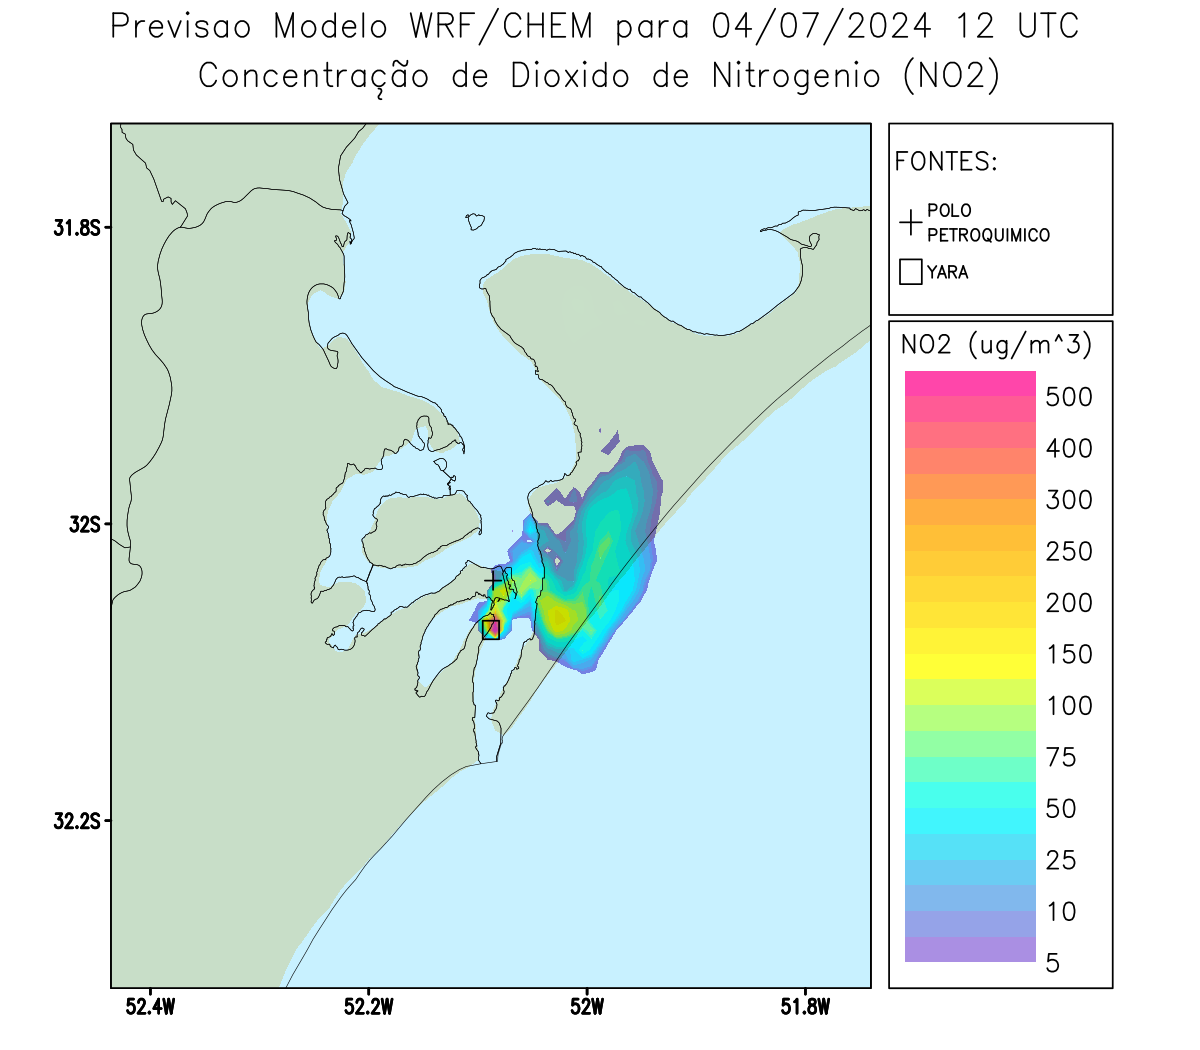 Previsao Modelo WRF/CHEM para 04/07/2024 12 UTC
Concentração de Dioxido de Nitrogenio (NO2)
31.8S
32S
32.2S
52.4W
52.2W
52W
51.8W
FONTES:
POLO
PETROQUIMICO
YARA
NO2 (ug/m^3)
500
400
300
250
200
150
100
75
50
25
10
5